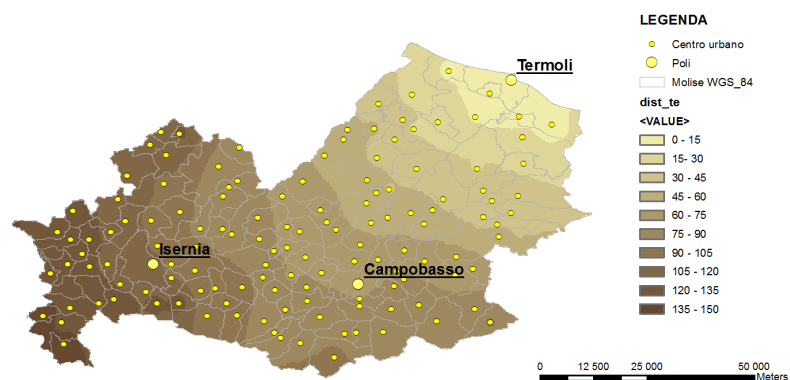 LEGENDA
Centro urbano
Poli
Molise WGS_84
dist_te
<VALUE>
0 - 15
15 - 30
30 - 45
45 - 60
60 - 75
75 - 90
90 - 105
105 - 120
120 - 135
135 - 150
Termoli
Isernia
Campobasso
0 12 500 25 000 50 000
Meters